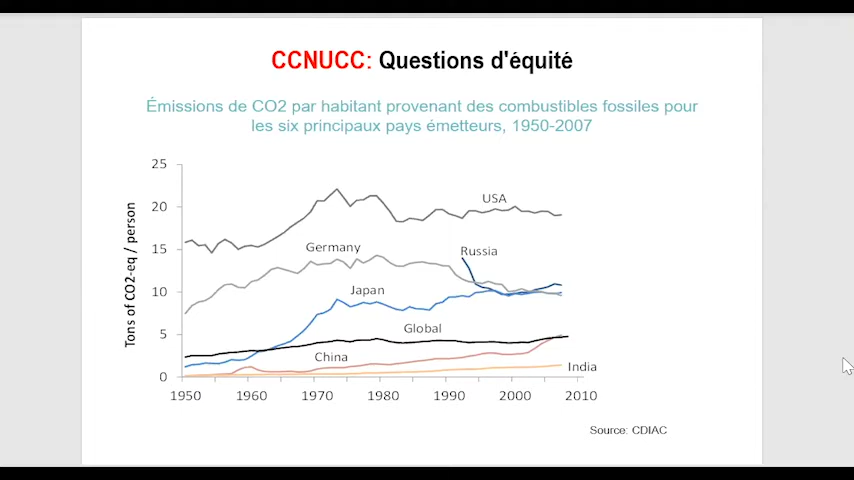 CCNUCC: Questions d'équité
Émissions de CO2 par habitant provenant des combustibles fossiles pour
les six principaux pays émetteurs, 1950-2007
Tons of CO2-eq / person
25
20
15
10
5
0
USA
Germany
Russia
Japan
Global
China
India
1950
1960
1970
1980
1990
2000
2010
Source: CDIAC